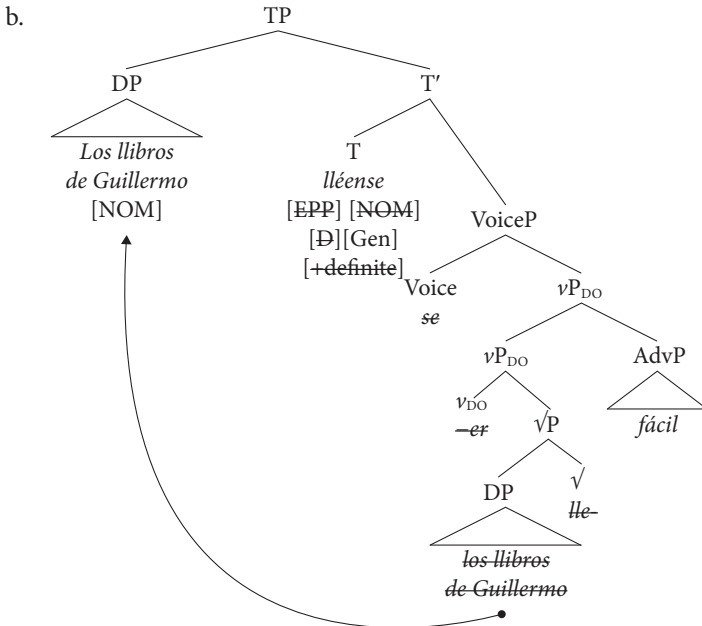 b.
TP
DP T′
Los llibros
de Guillermo
[NOM]
T
lléense
[EPP] [NOM]
[D][Gen]
[+definite]
VoiceP
Voice
se
vP_DO
vP_DO AdvP
v_DO
–er
√P
fácil
DP √
lle-
los llibros
de Guillermo